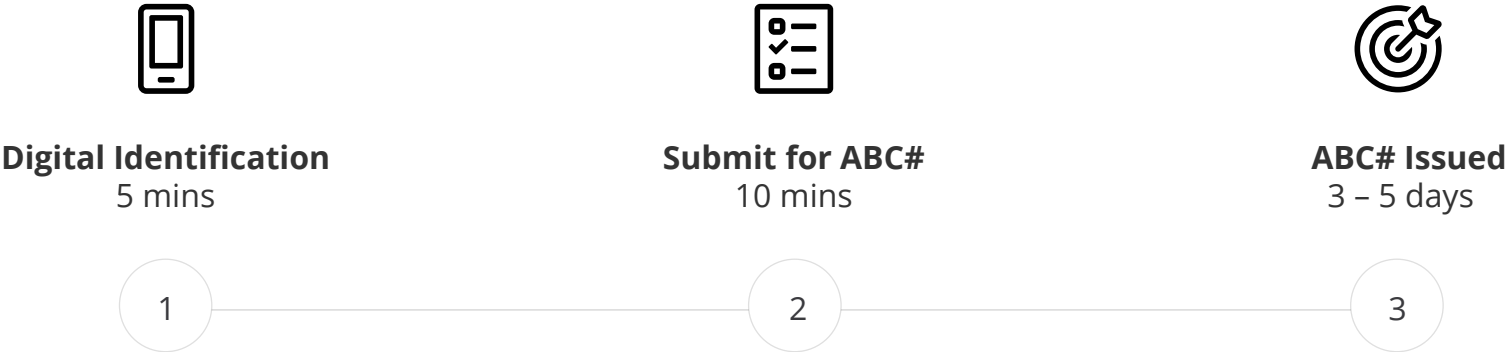 Digital Identification
5 mins
Submit for ABC#
10 mins
ABC# Issued
3 – 5 days
1
2
3